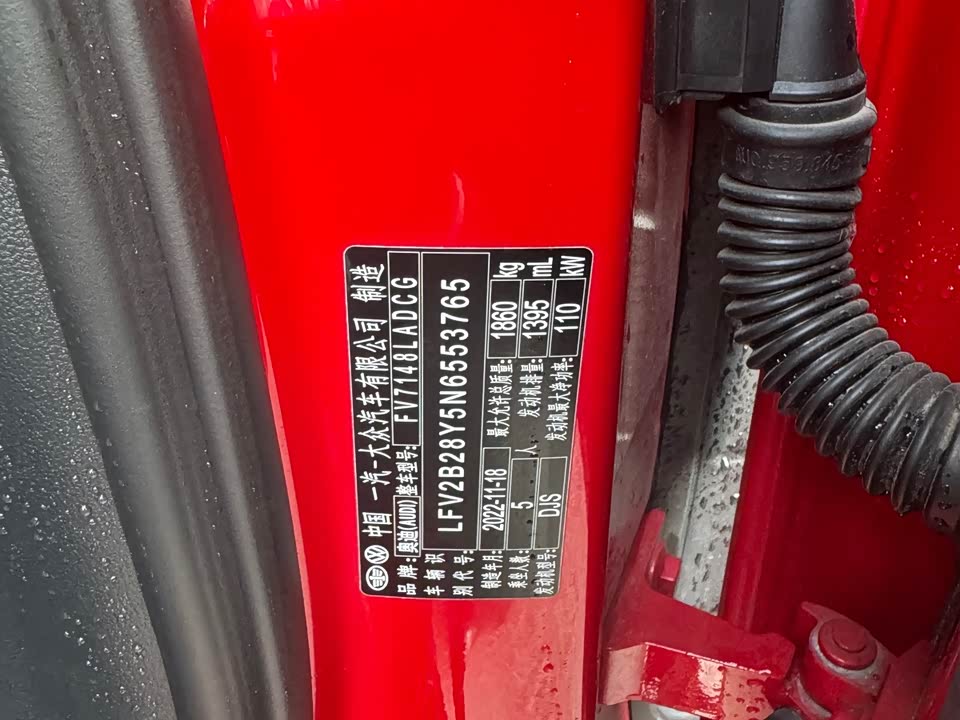 中国 一汽-大众汽车有限公司 制造
品牌: 奥迪(AUDI) 整车型号: FV7148LADCG
车辆识别代号: LFV2B28Y5N6553765
制造年月: 2022-11-18 最大允许总质量: 1860 kg
乘坐人数: 5 人 发动机排量: 1395 mL
发动机型号: DJS 发动机最大净功率: 110 kW